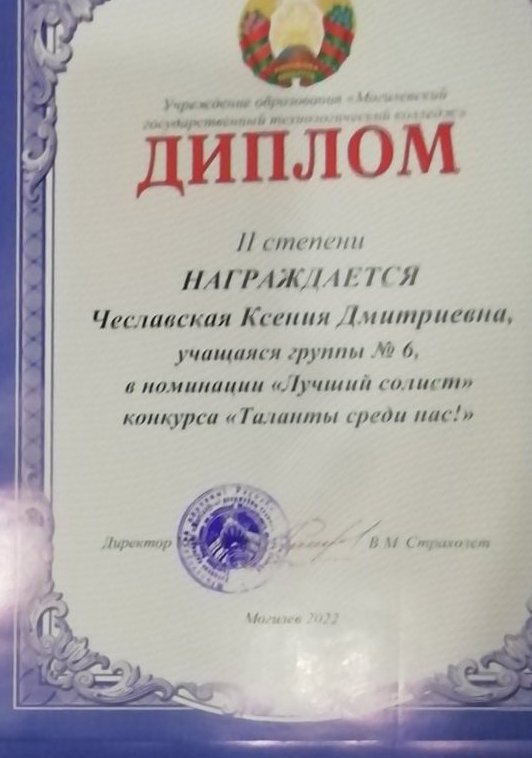 Учреждение образования «Могилевский
государственный технологический колледж»
ДИПЛОМ
II степени
НАГРАЖДАЕТСЯ
Чеславская Ксения Дмитриевна,
учащаяся группы № 6,
в номинации «Лучший солист»
конкурса «Таланты среди нас!»
Директор В.М. Страхолет
Могилев 2022